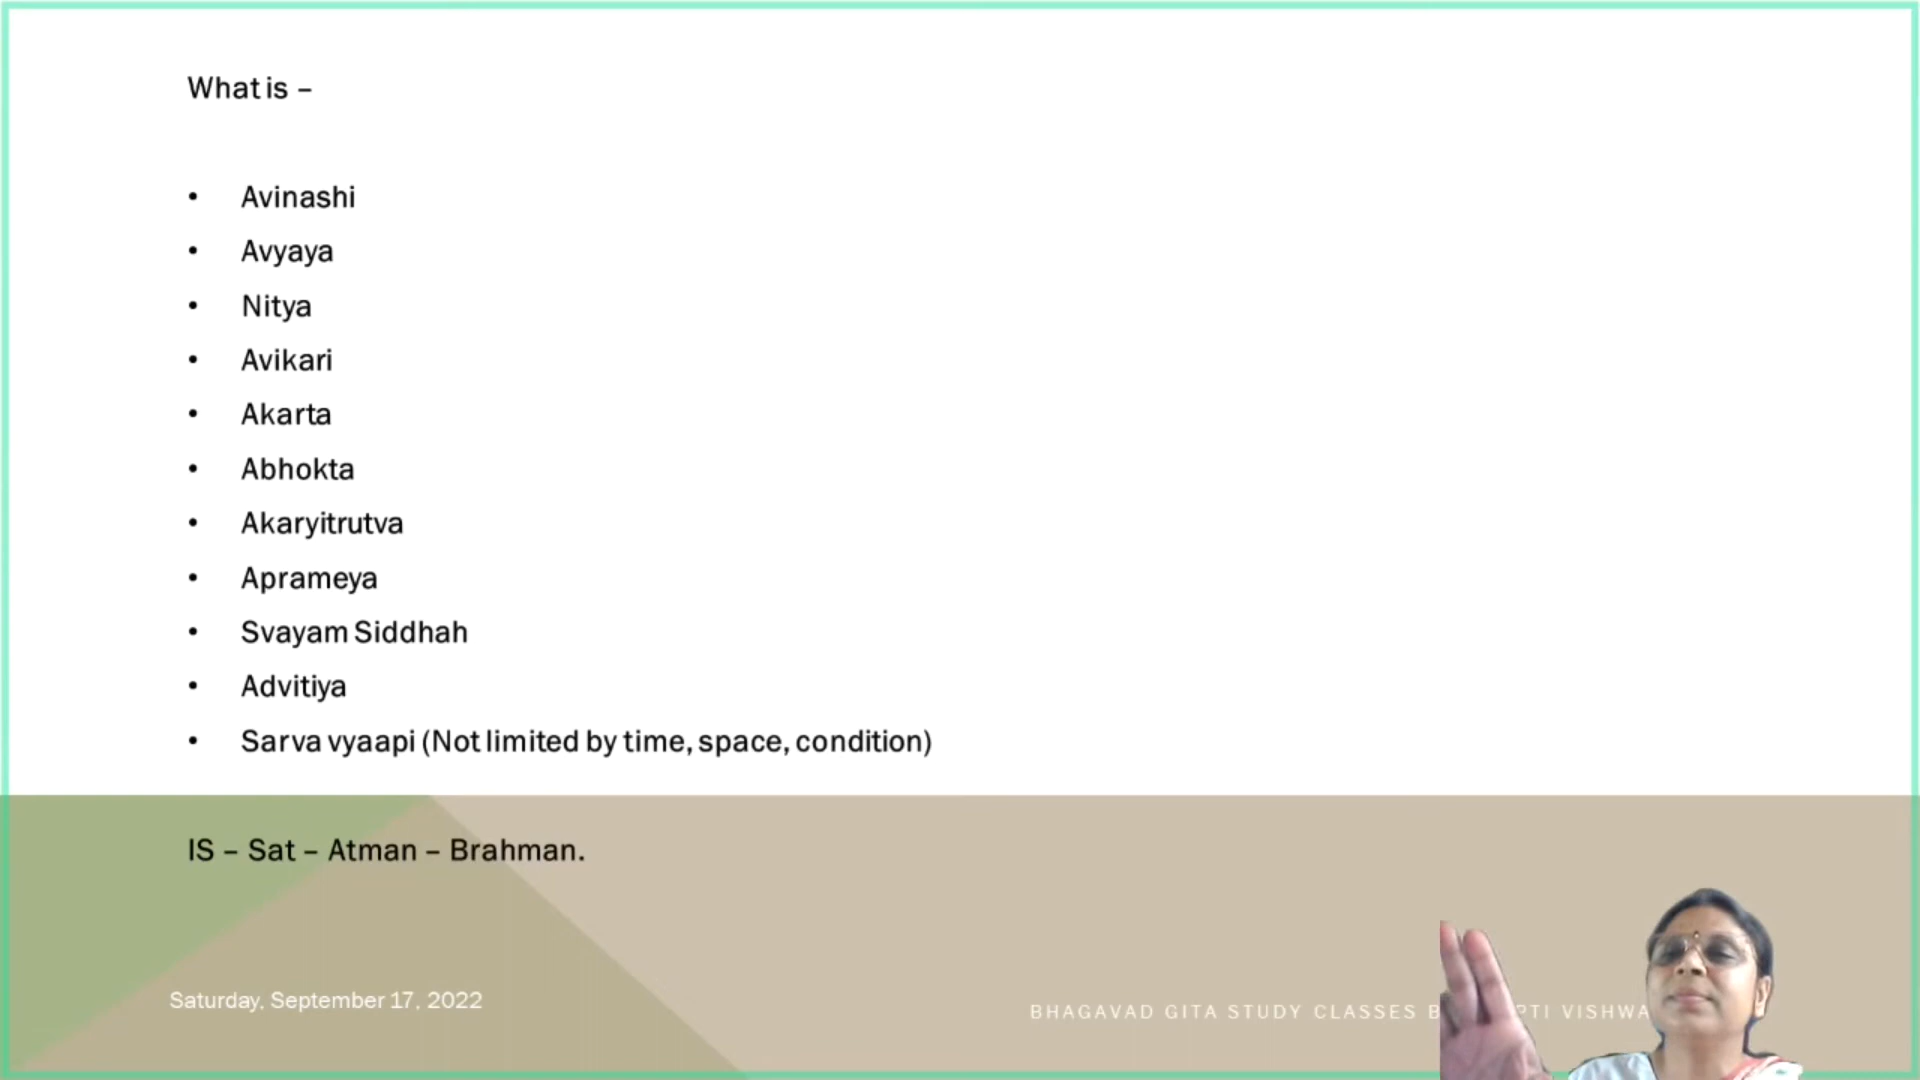 What is –
• Avinashi
• Avyaya
• Nitya
• Avikari
• Akarta
• Abhokta
• Akaryitrutva
• Aprameya
• Svayam Siddhah
• Advitiya
• Sarva vyaapi (Not limited by time, space, condition)
IS – Sat – Atman – Brahman.
Saturday, September 17, 2022
BHAGAVAD GITA STUDY CLASSES